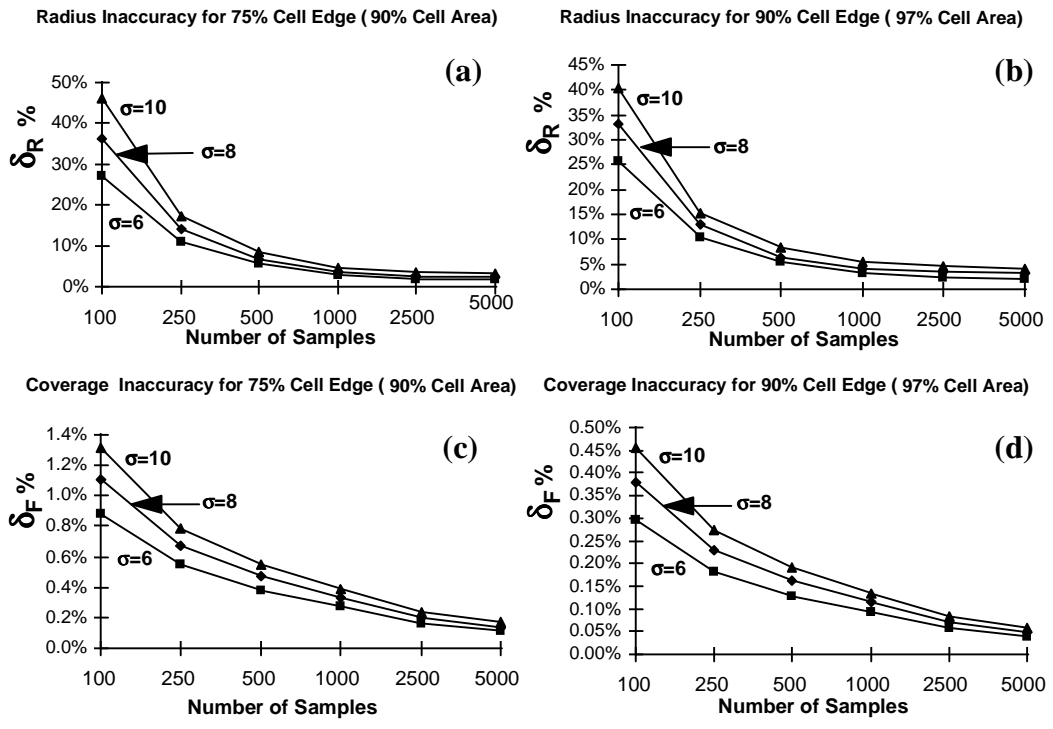 Radius Inaccuracy for 75% Cell Edge ( 90% Cell Area)
(a)
50%
40%
30%
20%
10%
0%
δR %
σ=10
σ=8
σ=6
100 250 500 1000 2500 5000
Number of Samples
Radius Inaccuracy for 90% Cell Edge ( 97% Cell Area)
(b)
45%
40%
35%
30%
25%
20%
15%
10%
5%
0%
δR %
σ=10
σ=8
σ=6
100 250 500 1000 2500 5000
Number of Samples
Coverage Inaccuracy for 75% Cell Edge ( 90% Cell Area)
(c)
1.4%
1.2%
1.0%
0.8%
0.6%
0.4%
0.2%
0.0%
δF %
σ=10
σ=8
σ=6
100 250 500 1000 2500 5000
Number of Samples
Coverage Inaccuracy for 90% Cell Edge ( 97% Cell Area)
(d)
0.50%
0.45%
0.40%
0.35%
0.30%
0.25%
0.20%
0.15%
0.10%
0.05%
0.00%
δF %
σ=10
σ=8
σ=6
100 250 500 1000 2500 5000
Number of Samples